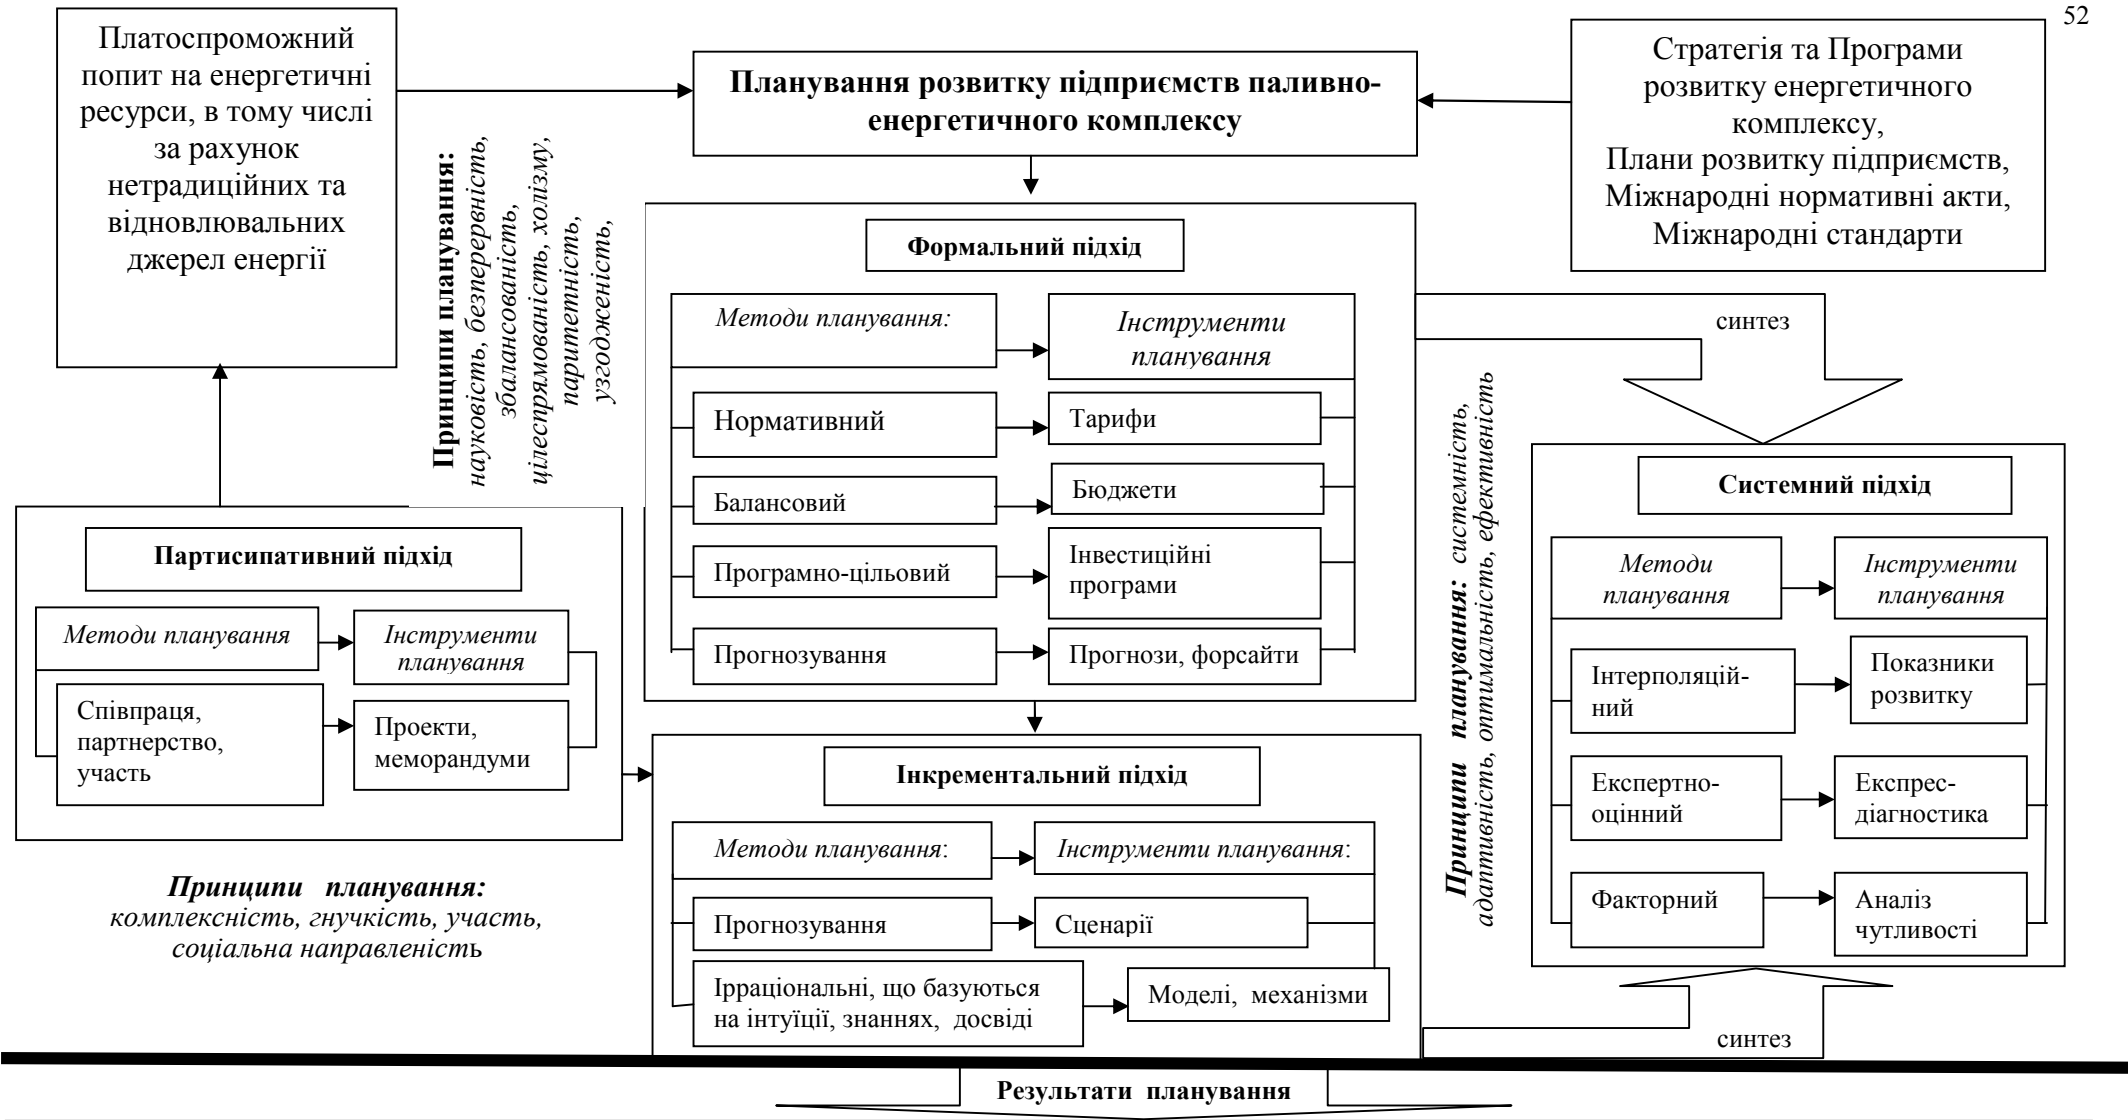 52
Платоспроможний
попит на енергетичні
ресурси, в тому числі
за рахунок
нетрадиційних та
відновлювальних
джерел енергії
Планування розвитку підприємств паливно-
енергетичного комплексу
Стратегія та Програми
розвитку енергетичного
комплексу,
Плани розвитку підприємств,
Міжнародні нормативні акти,
Міжнародні стандарти
Принципи планування:
науковість, безперервність,
збалансованість,
цілеспрямованість, холізму,
паритетність,
узгодженість,
Формальний підхід
Методи планування:
Інструменти
планування
Нормативний
Тарифи
Балансовий
Бюджети
Програмно-цільовий
Інвестиційні
програми
Прогнозування
Прогнози, форсайти
синтез
Принципи планування: системність,
адаптивність, оптимальність, ефективність
Системний підхід
Методи
планування
Інструменти
планування
Інтерполяцій-
ний
Показники
розвитку
Експертно-
оцінний
Експрес-
діагностика
Факторний
Аналіз
чутливості
Партисипативний підхід
Методи планування
Інструменти
планування
Співпраця,
партнерство,
участь
Проекти,
меморандуми
Принципи планування:
комплексність, гнучкість, участь,
соціальна направленість
Інкрементальний підхід
Методи планування:
Інструменти планування:
Прогнозування
Сценарії
Ірраціональні, що базуються
на інтуїції, знаннях, досвіді
Моделі, механізми
синтез
Результати планування